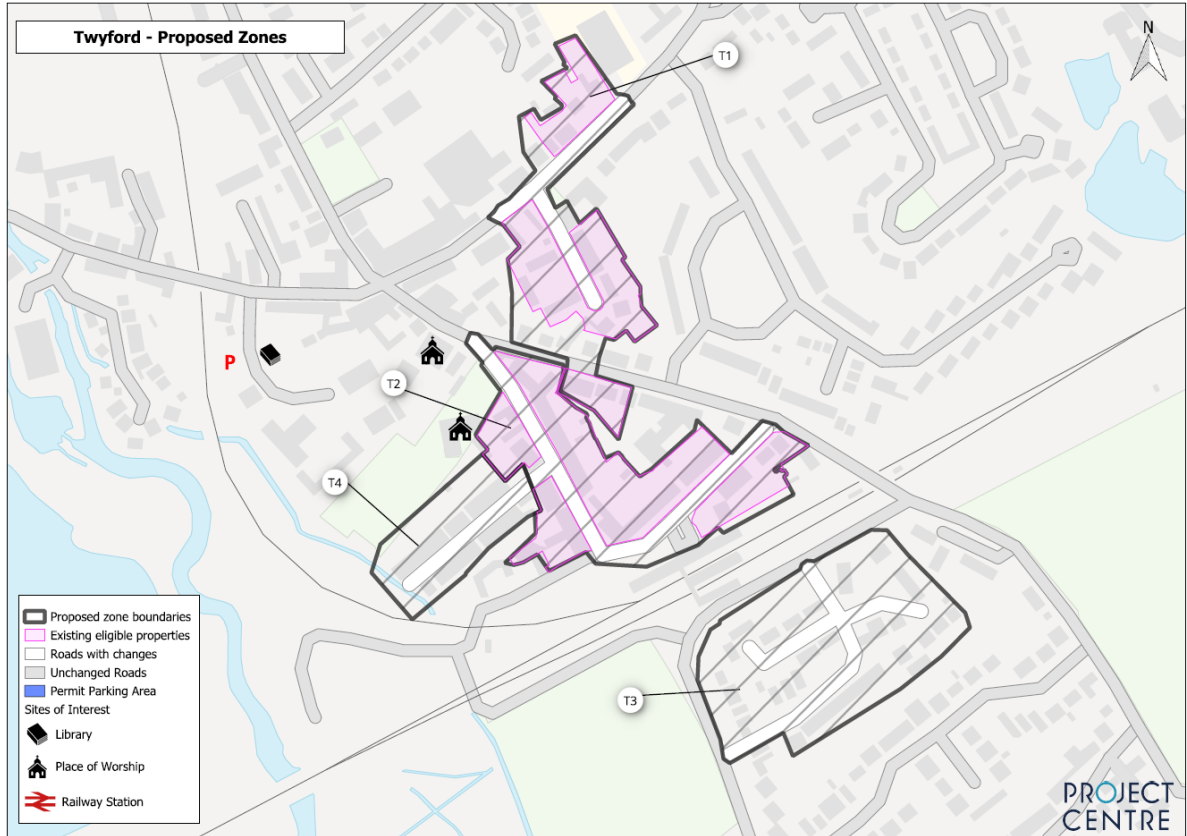 Twyford - Proposed Zones
N
T1
P
T2
T4
T3
Proposed zone boundaries
Existing eligible properties
Roads with changes
Unchanged Roads
Permit Parking Area
Sites of Interest
Library
Place of Worship
Railway Station
PROJECT
CENTRE